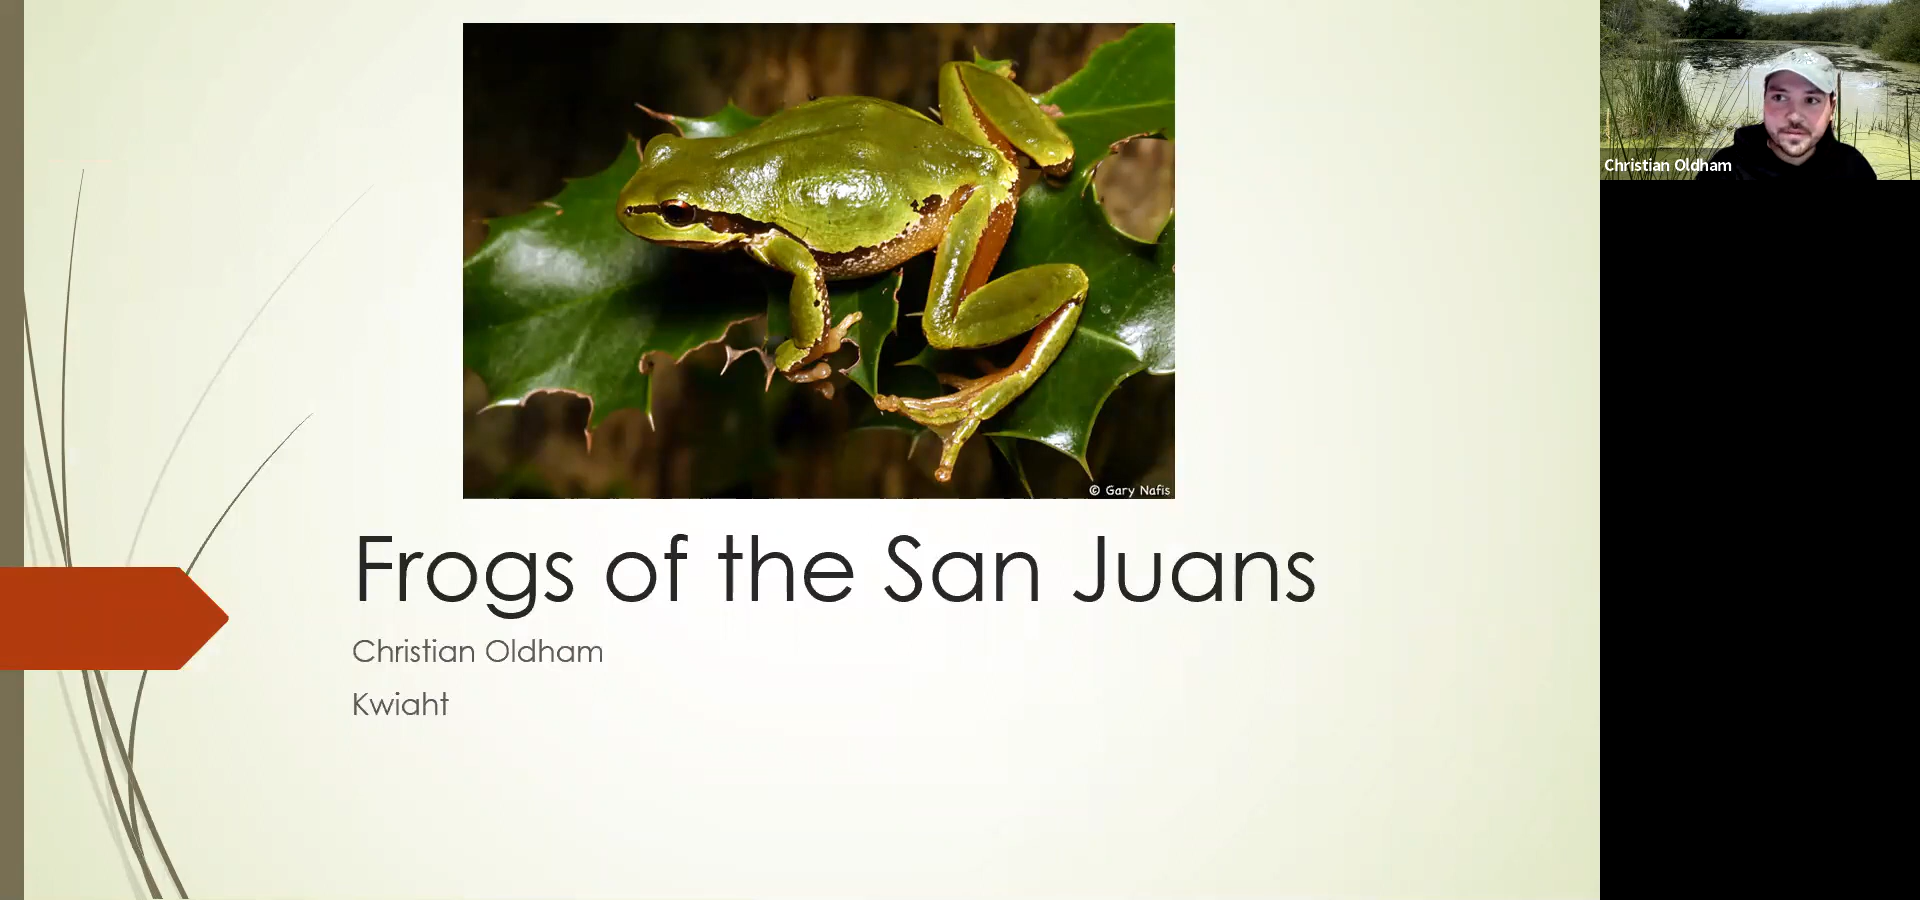 © Gary Nafis
Frogs of the San Juans
Christian Oldham
Kwiaht
Christian Oldham